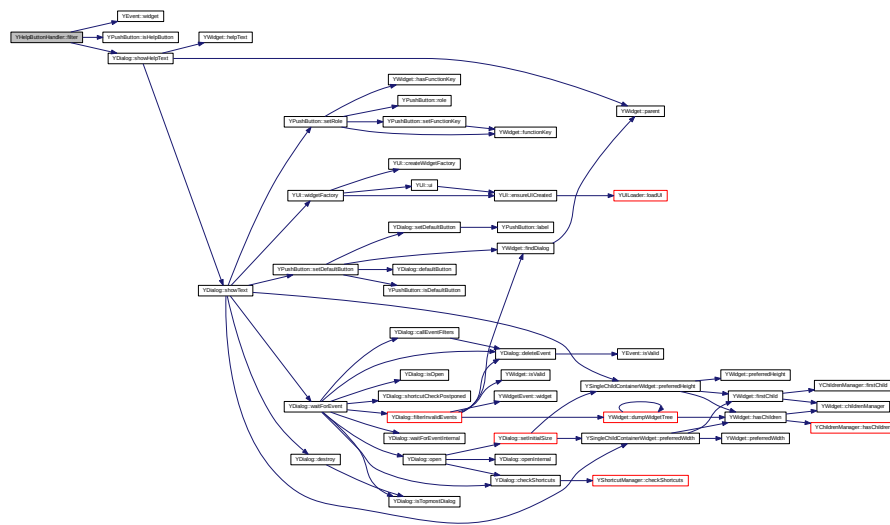 YEvent::widget
YHelpButtonHandler::filter
YPushButton::isHelpButton
YWidget::helpText
YDialog::showHelpText
YWidget::hasFunctionKey
YPushButton::role
YWidget::parent
YPushButton::setRole
YPushButton::setFunctionKey
YWidget::functionKey
YUI::createWidgetFactory
YUI::ui
YUI::widgetFactory
YUI::ensureUICreated
YUILoader::loadUI
YDialog::setDefaultButton
YPushButton::label
YWidget::findDialog
YPushButton::setDefaultButton
YDialog::defaultButton
YDialog::showText
YPushButton::isDefaultButton
YDialog::callEventFilters
YDialog::deleteEvent
YEvent::isValid
YDialog::isOpen
YWidget::isValid
YWidget::preferredHeight
YSingleChildContainerWidget::preferredHeight
YChildrenManager::firstChild
YDialog::shortcutCheckPostponed
YWidgetEvent::widget
YWidget::firstChild
YDialog::waitForEvent
YWidget::childrenManager
YDialog::filterInvalidEvents
YWidget::dumpWidgetTree
YWidget::hasChildren
YChildrenManager::hasChildren
YDialog::waitForEventInternal
YDialog::setInitialSize
YSingleChildContainerWidget::preferredWidth
YWidget::preferredWidth
YDialog::destroy
YDialog::open
YDialog::openInternal
YDialog::checkShortcuts
YShortcutManager::checkShortcuts
YDialog::isTopmostDialog